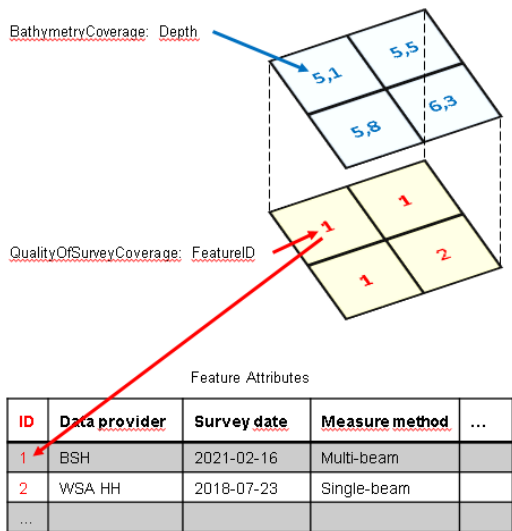 BathymetryCoverage: Depth
5,1 5,5
5,8 6,3
1 1
QualityOfSurveyCoverage: FeatureID
1 2
Feature Attributes
ID Data provider Survey date Measure method ...
1 BSH 2021-02-16 Multi-beam
2 WSA HH 2018-07-23 Single-beam
...